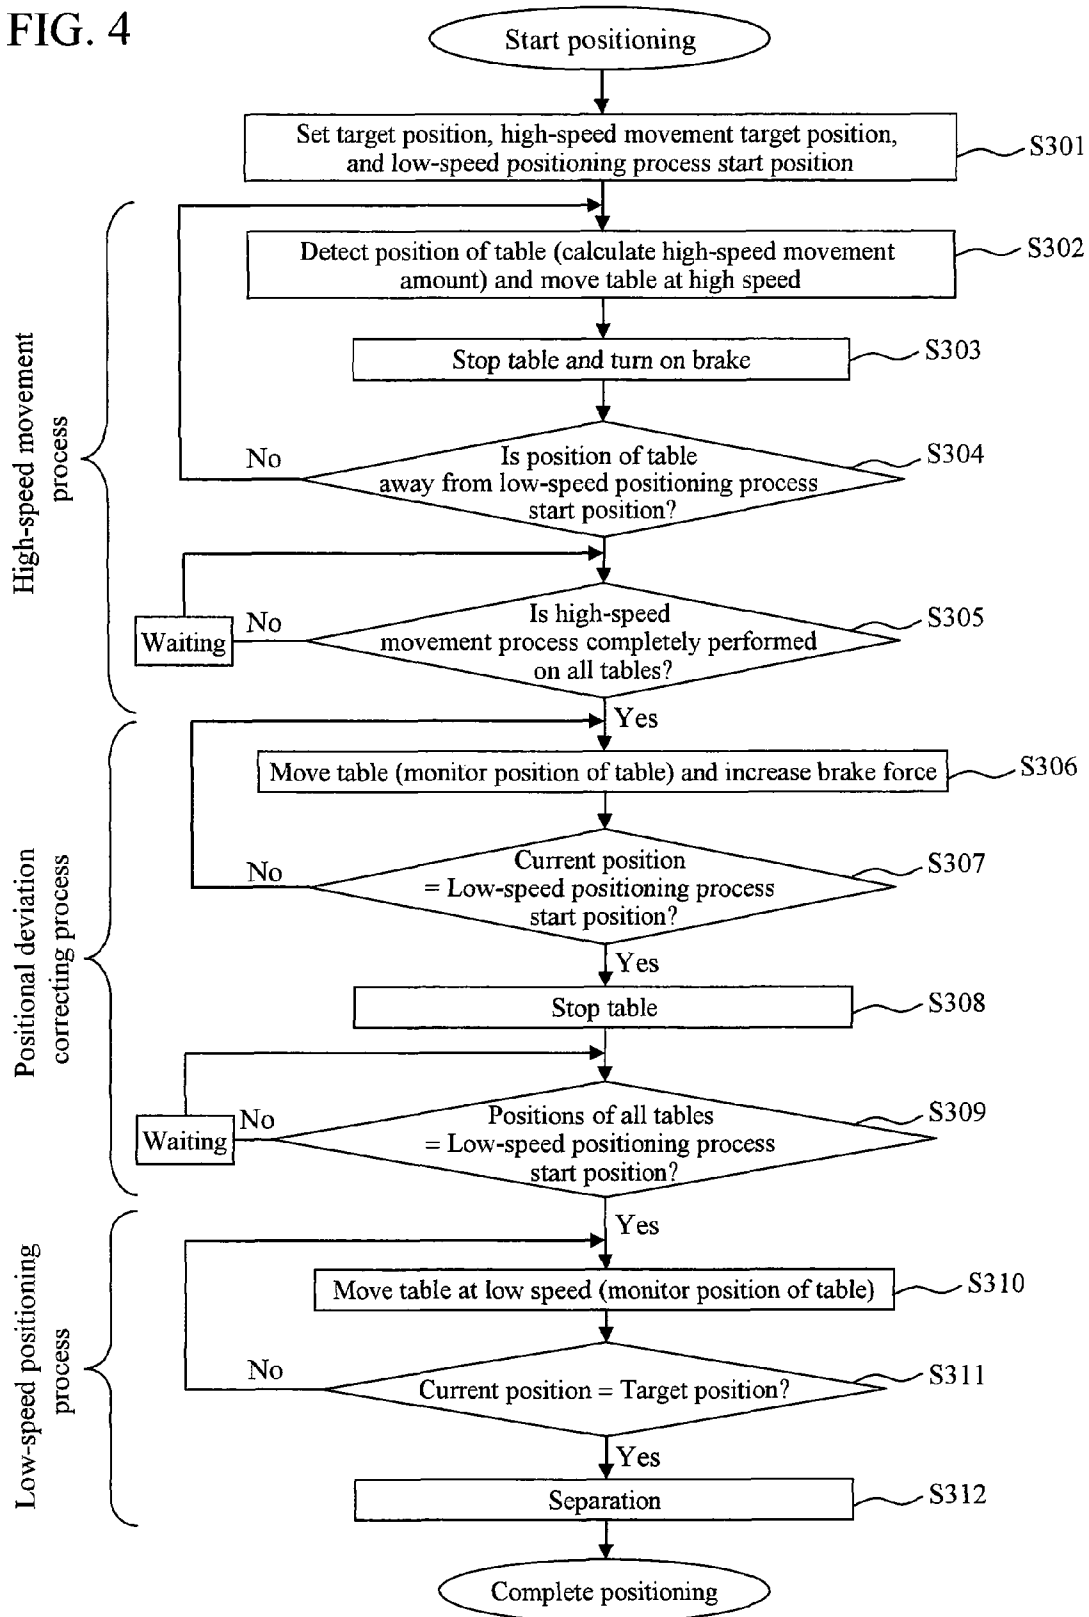 FIG. 4
Start positioning
Set target position, high-speed movement target position,
and low-speed positioning process start position
S301
Detect position of table (calculate high-speed movement
amount) and move table at high speed
S302
Stop table and turn on brake
S303
Is position of table
away from low-speed positioning process
start position?
S304
No
Is high-speed
movement process completely performed
on all tables?
S305
No
Waiting
Yes
High-speed movement
process
Move table (monitor position of table) and increase brake force
S306
Current position
= Low-speed positioning process
start position?
S307
No
Yes
Stop table
S308
Positions of all tables
= Low-speed positioning process
start position?
S309
No
Waiting
Yes
Positional deviation
correcting process
Move table at low speed (monitor position of table)
S310
Current position = Target position?
S311
No
Yes
Separation
S312
Low-speed positioning
process
Complete positioning